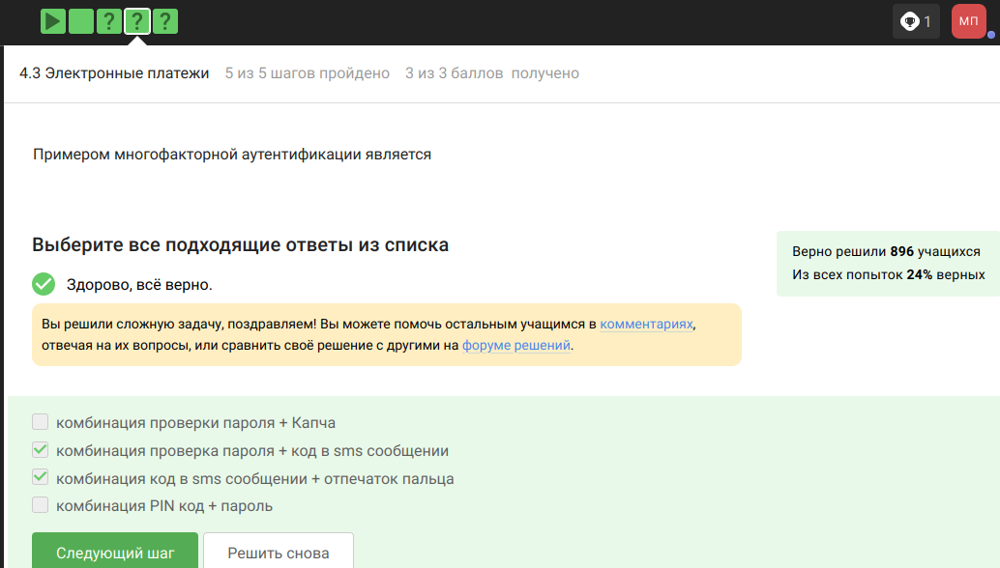 ? ? ?
1
МП
4.3 Электронные платежи 5 из 5 шагов пройдено 3 из 3 баллов получено
Примером многофакторной аутентификации является
Выберите все подходящие ответы из списка
Здорово, всё верно.
Верно решили 896 учащихся
Из всех попыток 24% верных
Вы решили сложную задачу, поздравляем! Вы можете помочь остальным учащимся в комментариях,
отвечая на их вопросы, или сравнить своё решение с другими на форуме решений.
комбинация проверки пароля + Капча
комбинация проверка пароля + код в sms сообщении
комбинация код в sms сообщении + отпечаток пальца
комбинация PIN код + пароль
Следующий шаг Решить снова